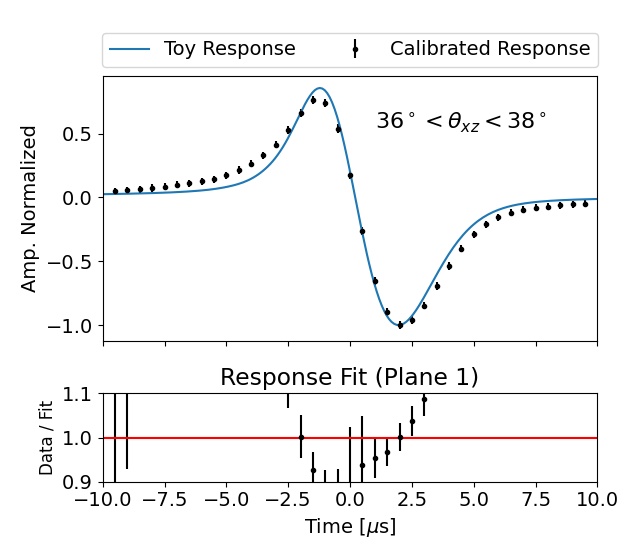 Toy Response Calibrated Response
36° < θxz < 38°
Amp. Normalized
0.5
0.0
−0.5
−1.0
Response Fit (Plane 1)
Data / Fit
1.1
1.0
0.9
−10.0 −7.5 −5.0 −2.5 0.0 2.5 5.0 7.5 10.0
Time [μs]